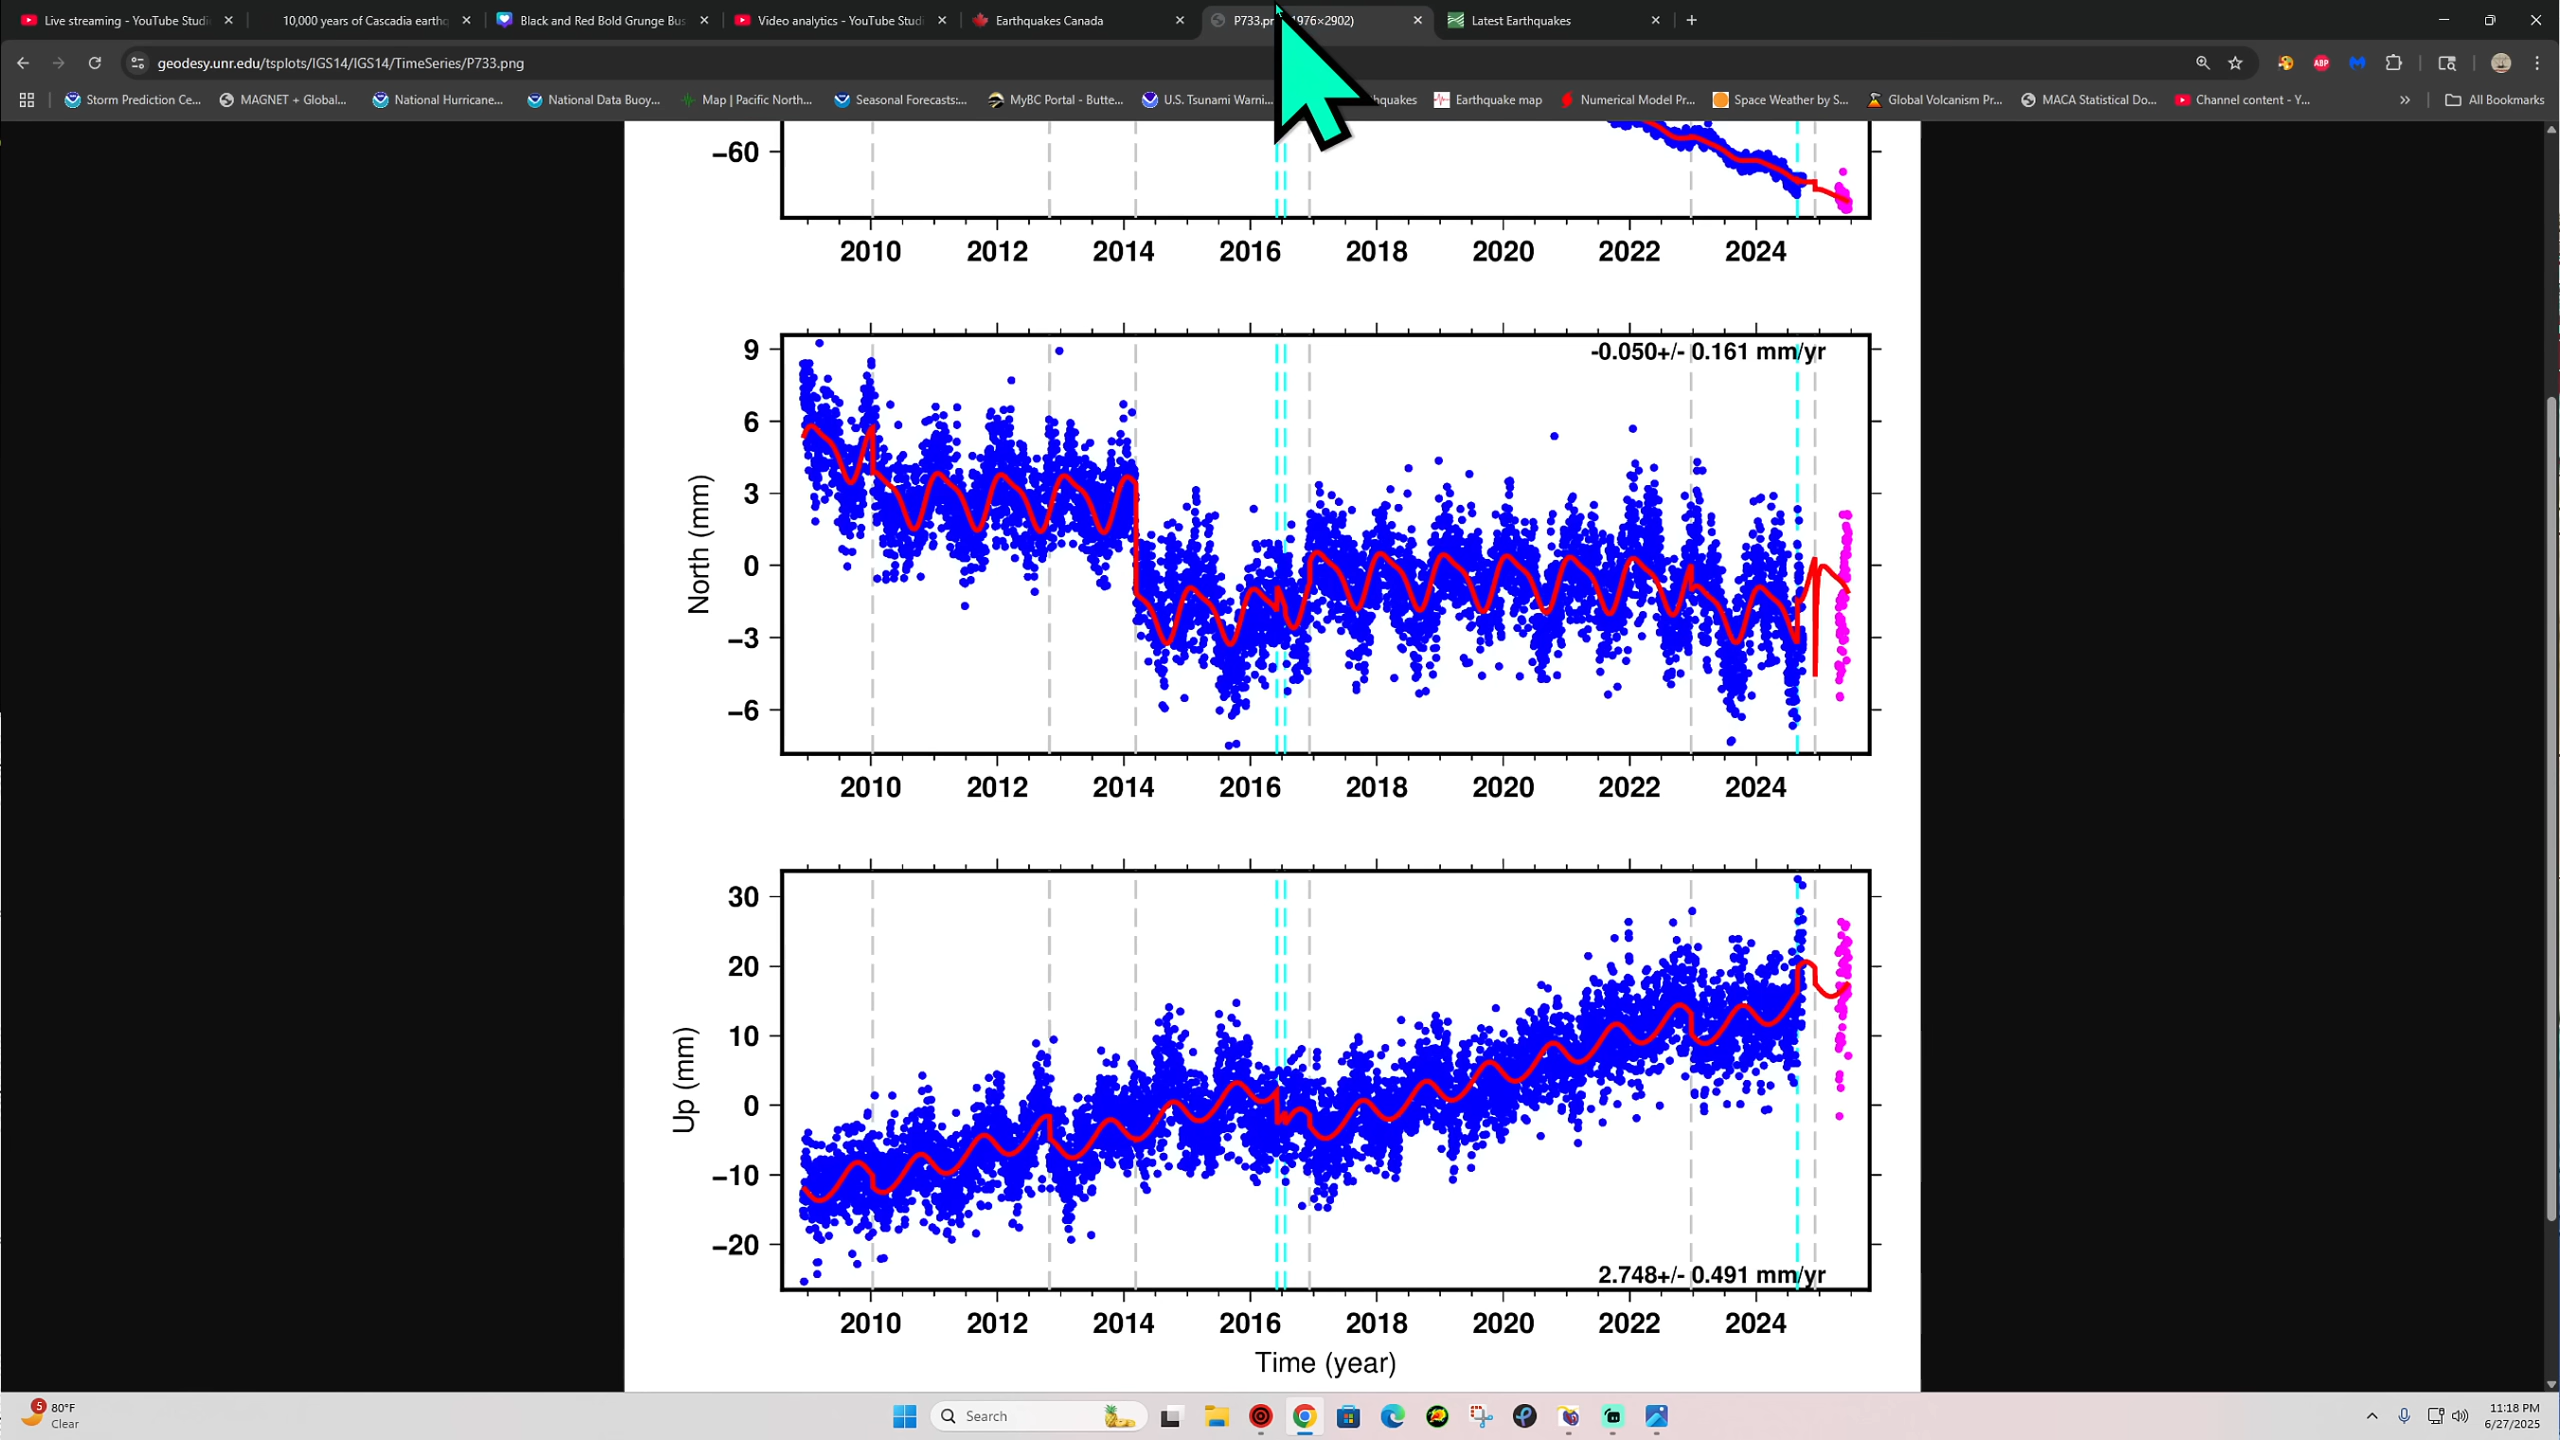 Live streaming - YouTube Studi
10,000 years of Cascadia earthq
Black and Red Bold Grunge Bus
Video analytics - YouTube Studi
Earthquakes Canada
1976×2902)
Latest Earthquakes
geodesy.unr.edu/tsplots/IGS14/IGS14/TimeSeries/P733.png
ABP
Storm Prediction Ce...
MAGNET + Global...
National Hurricane...
National Data Buoy...
Map | Pacific North...
Seasonal Forecasts:...
MyBC Portal - Butte...
U.S. Tsunami Warni...
hquakes
Earthquake map
Numerical Model Pr...
Space Weather by S...
Global Volcanism Pr...
MACA Statistical Do...
Channel content - Y...
All Bookmarks
−60
2010 2012 2014 2016 2018 2020 2022 2024
-0.050+/- 0.161 mm/yr
9
6
3
0
−3
−6
North (mm)
2010 2012 2014 2016 2018 2020 2022 2024
30
20
10
0
−10
−20
Up (mm)
2.748+/- 0.491 mm/yr
2010 2012 2014 2016 2018 2020 2022 2024
Time (year)
5
80°F
Clear
Search
11:18 PM
6/27/2025